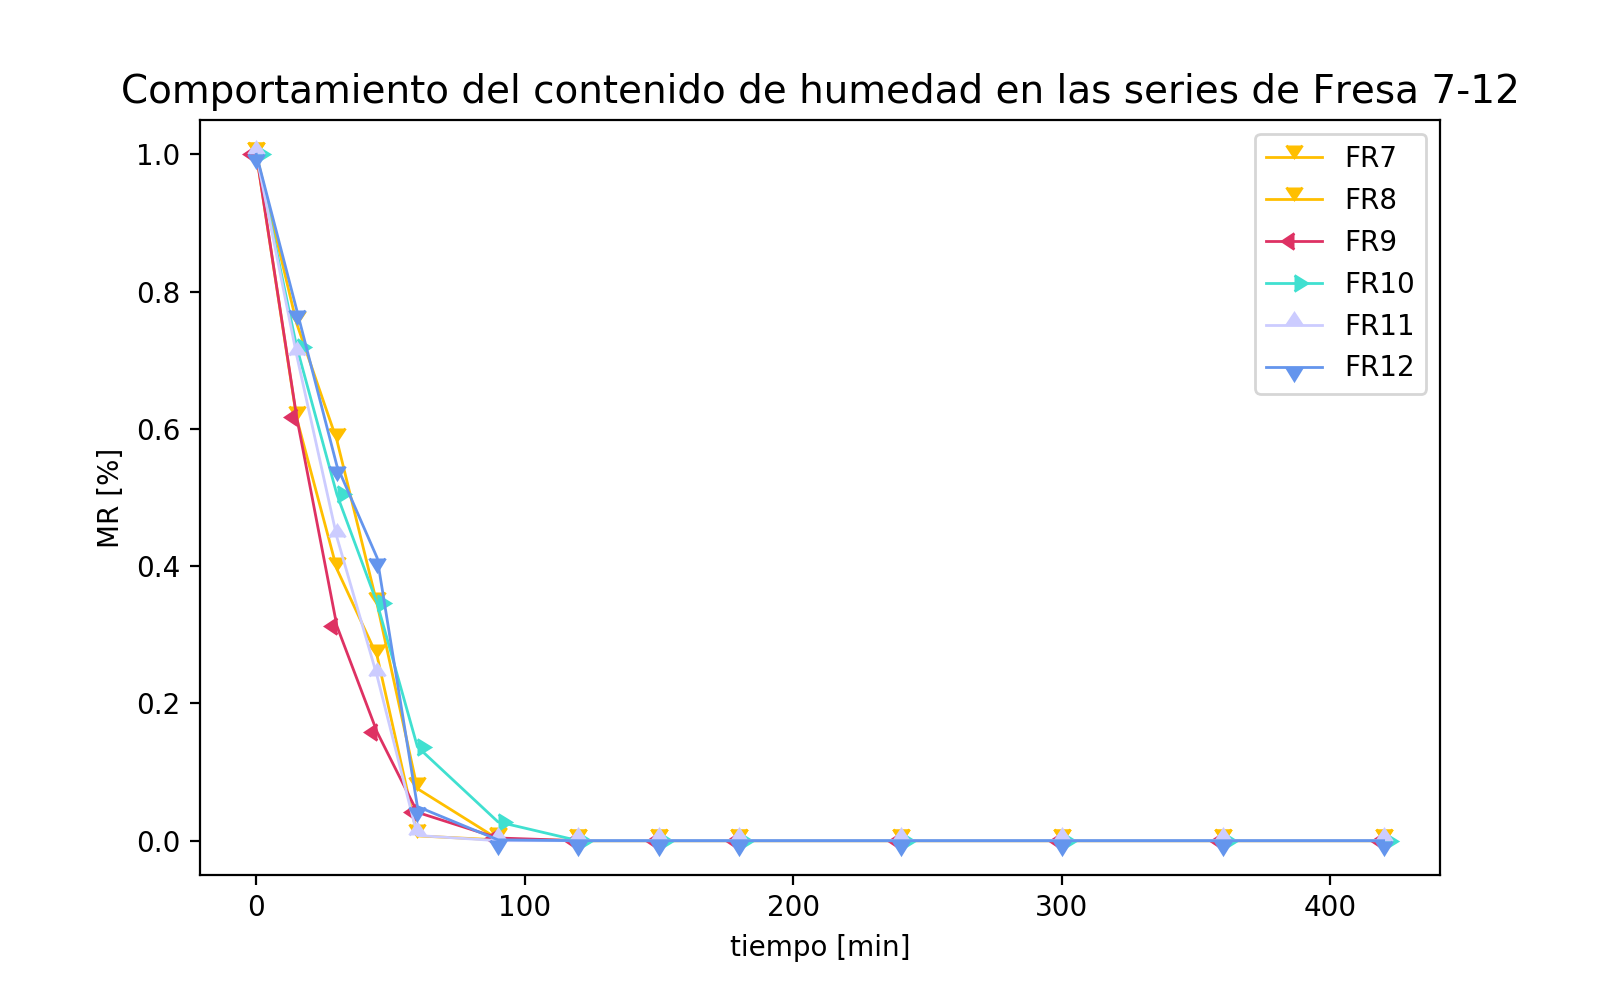 Comportamiento del contenido de humedad en las series de Fresa 7-12
1.0
0.8
0.6
0.4
0.2
0.0
MR [%]
0 100 200 300 400
tiempo [min]
FR7
FR8
FR9
FR10
FR11
FR12